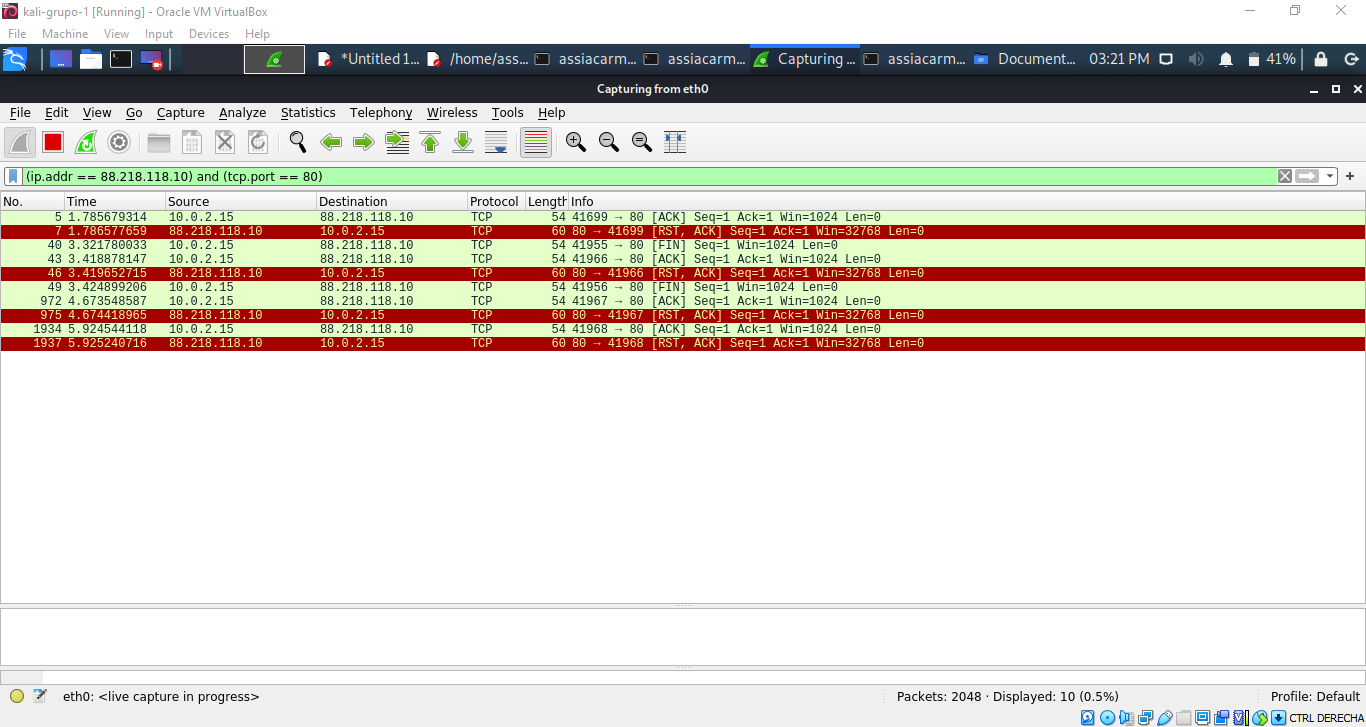 kali-grupo-1 [Running] - Oracle VM VirtualBox
File Machine View Input Devices Help
*Untitled 1... /home/ass... assiacarm... assiacarm... Capturing ... assiacarm... Document... 03:21 PM 41%
Capturing from eth0
File Edit View Go Capture Analyze Statistics Telephony Wireless Tools Help
(ip.addr == 88.218.118.10) and (tcp.port == 80)
No. Time Source Destination Protocol Length Info
5 1.785679314 10.0.2.15 88.218.118.10 TCP 54 41699 → 80 [ACK] Seq=1 Ack=1 Win=1024 Len=0
7 1.786577659 88.218.118.10 10.0.2.15 TCP 60 80 → 41699 [RST, ACK] Seq=1 Ack=1 Win=32768 Len=0
40 3.321780033 10.0.2.15 88.218.118.10 TCP 54 41955 → 80 [FIN] Seq=1 Win=1024 Len=0
43 3.418878147 10.0.2.15 88.218.118.10 TCP 54 41966 → 80 [ACK] Seq=1 Ack=1 Win=1024 Len=0
46 3.419652715 88.218.118.10 10.0.2.15 TCP 60 80 → 41966 [RST, ACK] Seq=1 Ack=1 Win=32768 Len=0
49 3.424899206 10.0.2.15 88.218.118.10 TCP 54 41956 → 80 [FIN] Seq=1 Win=1024 Len=0
972 4.673548587 10.0.2.15 88.218.118.10 TCP 54 41967 → 80 [ACK] Seq=1 Ack=1 Win=1024 Len=0
975 4.674418965 88.218.118.10 10.0.2.15 TCP 60 80 → 41967 [RST, ACK] Seq=1 Ack=1 Win=32768 Len=0
1934 5.924544118 10.0.2.15 88.218.118.10 TCP 54 41968 → 80 [ACK] Seq=1 Ack=1 Win=1024 Len=0
1937 5.925240716 88.218.118.10 10.0.2.15 TCP 60 80 → 41968 [RST, ACK] Seq=1 Ack=1 Win=32768 Len=0
eth0: <live capture in progress> Packets: 2048 · Displayed: 10 (0.5%) Profile: Default
CTRL DERECHA